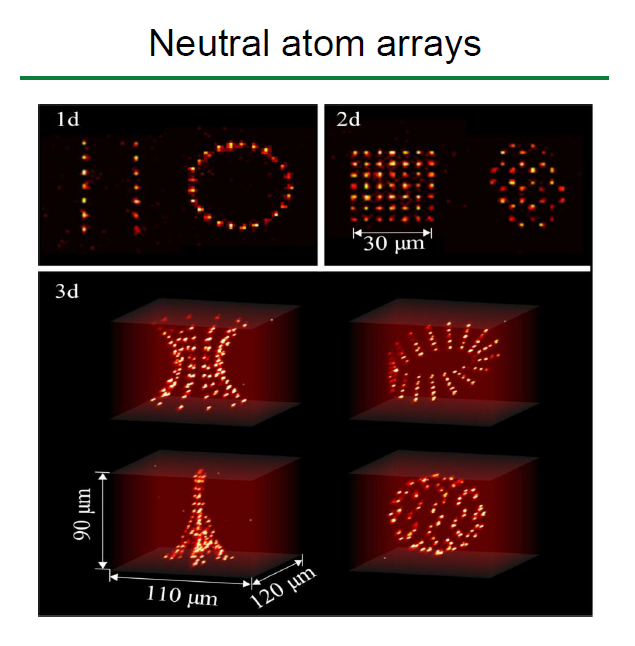 Neutral atom arrays
1d
2d
30 μm
3d
90 μm
110 μm
120 μm